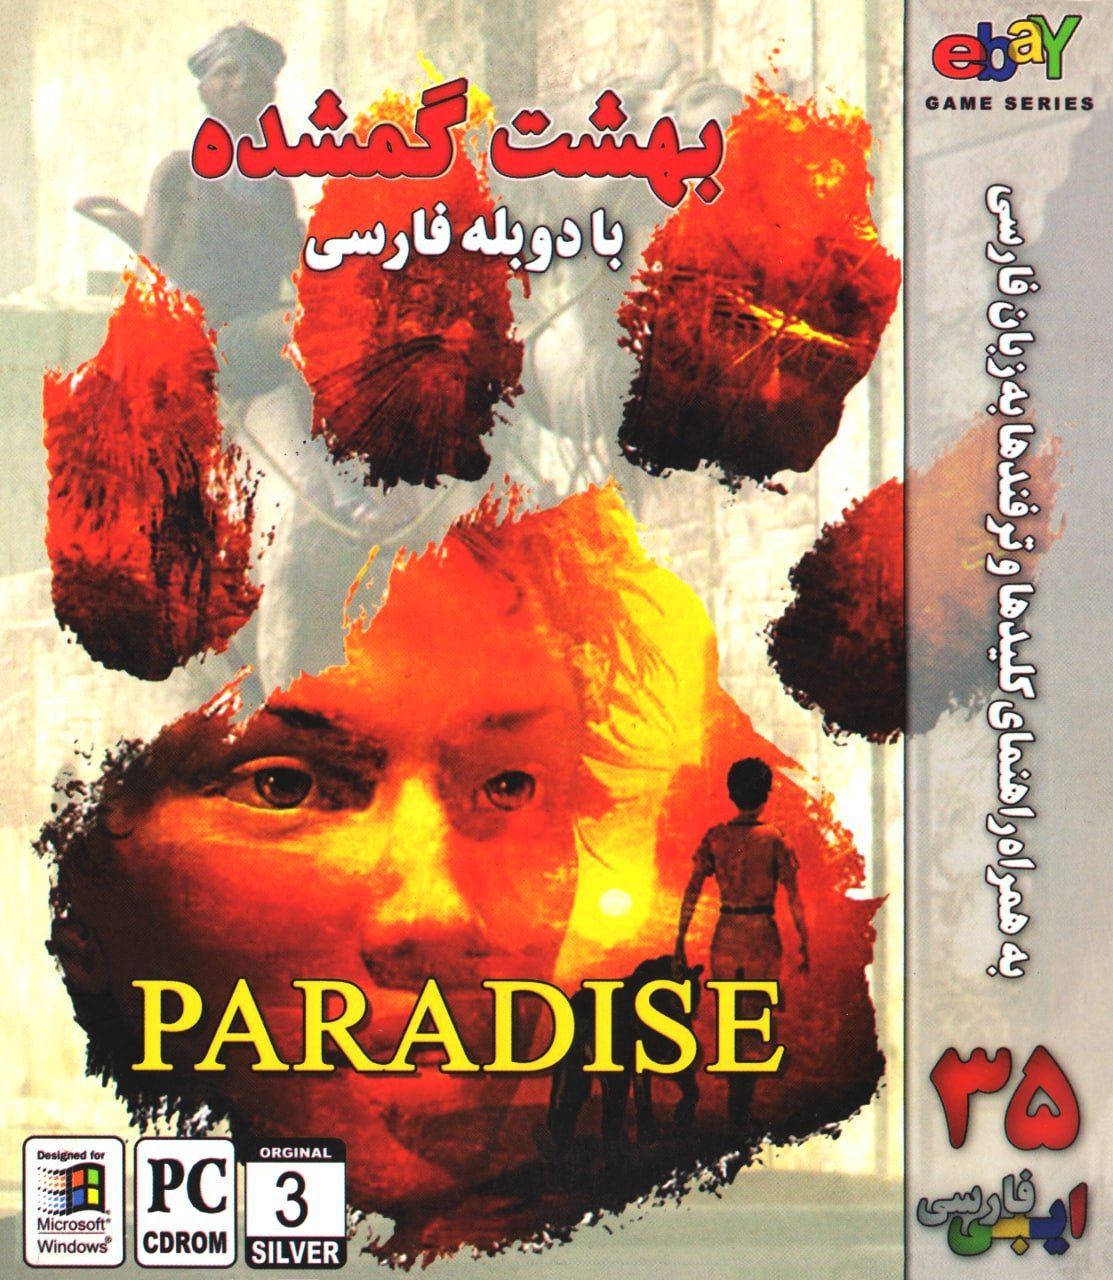 بهشت گمشده
با دوبله فارسی
PARADISE
Designed for
Microsoft®
Windows®
PC
CDROM
ORGINAL
3
SILVER
ebaY
GAME SERIES
به همراه راهنمای کلیدها و ترفندها به زبان فارسی
۳۵
ایبی فارسی